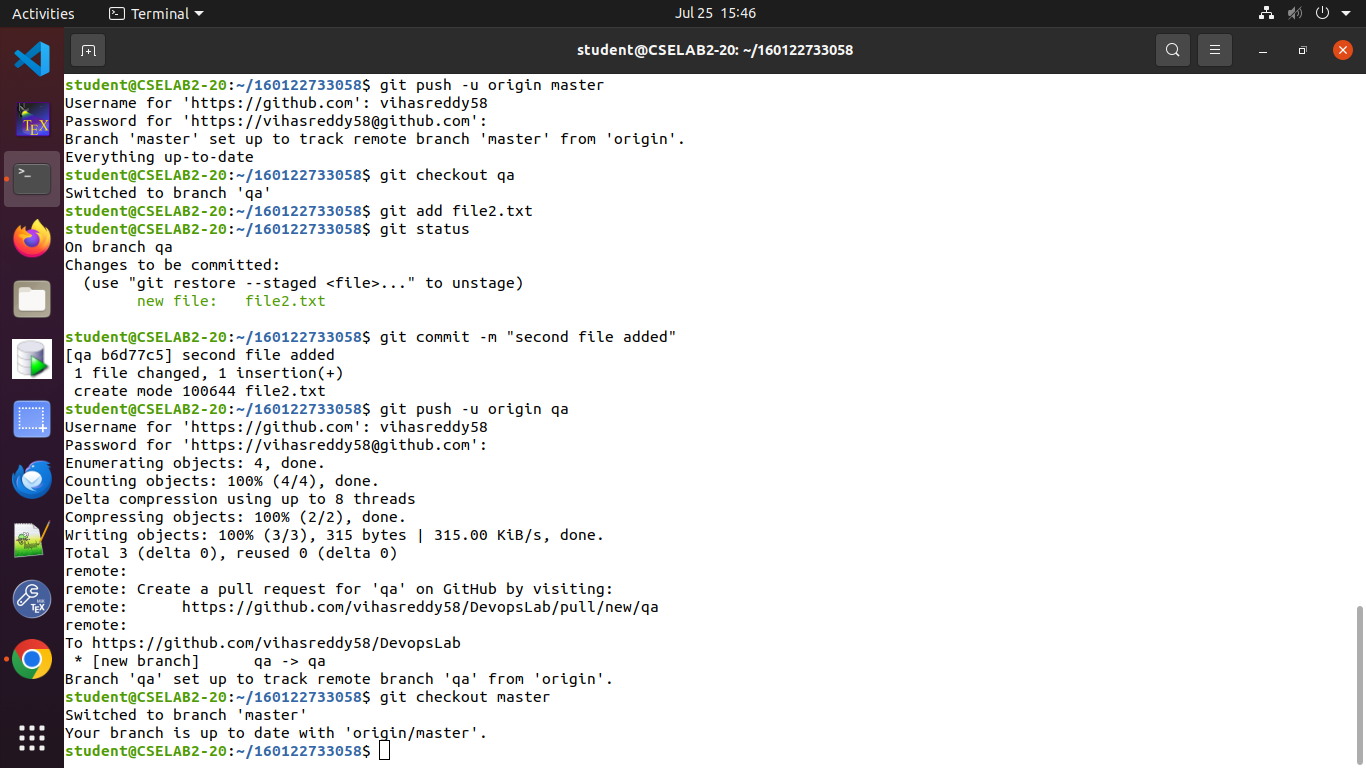 Activities
Terminal
Jul 25 15:46
student@CSELAB2-20: ~/160122733058
student@CSELAB2-20:~/160122733058$ git push -u origin master
Username for 'https://github.com': vihasreddy58
Password for 'https://vihasreddy58@github.com':
Branch 'master' set up to track remote branch 'master' from 'origin'.
Everything up-to-date
student@CSELAB2-20:~/160122733058$ git checkout qa
Switched to branch 'qa'
student@CSELAB2-20:~/160122733058$ git add file2.txt
student@CSELAB2-20:~/160122733058$ git status
On branch qa
Changes to be committed:
  (use "git restore --staged <file>..." to unstage)
        new file:   file2.txt

student@CSELAB2-20:~/160122733058$ git commit -m "second file added"
[qa b6d77c5] second file added
 1 file changed, 1 insertion(+)
 create mode 100644 file2.txt
student@CSELAB2-20:~/160122733058$ git push -u origin qa
Username for 'https://github.com': vihasreddy58
Password for 'https://vihasreddy58@github.com':
Enumerating objects: 4, done.
Counting objects: 100% (4/4), done.
Delta compression using up to 8 threads
Compressing objects: 100% (2/2), done.
Writing objects: 100% (3/3), 315 bytes | 315.00 KiB/s, done.
Total 3 (delta 0), reused 0 (delta 0)
remote:
remote: Create a pull request for 'qa' on GitHub by visiting:
remote:      https://github.com/vihasreddy58/DevopsLab/pull/new/qa
remote:
To https://github.com/vihasreddy58/DevopsLab
 * [new branch]      qa -> qa
Branch 'qa' set up to track remote branch 'qa' from 'origin'.
student@CSELAB2-20:~/160122733058$ git checkout master
Switched to branch 'master'
Your branch is up to date with 'origin/master'.
student@CSELAB2-20:~/160122733058$